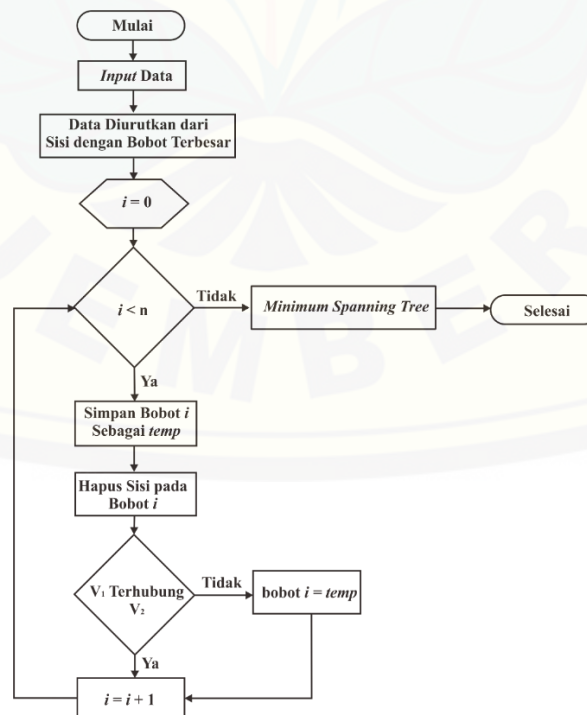 Mulai
Input Data
Data Diurutkan dari
Sisi dengan Bobot Terbesar
i = 0
i < n
Tidak
Minimum Spanning Tree
Selesai
Ya
Simpan Bobot i
Sebagai temp
Hapus Sisi pada
Bobot i
V₁ Terhubung
V₂
Tidak
bobot i = temp
Ya
i = i + 1